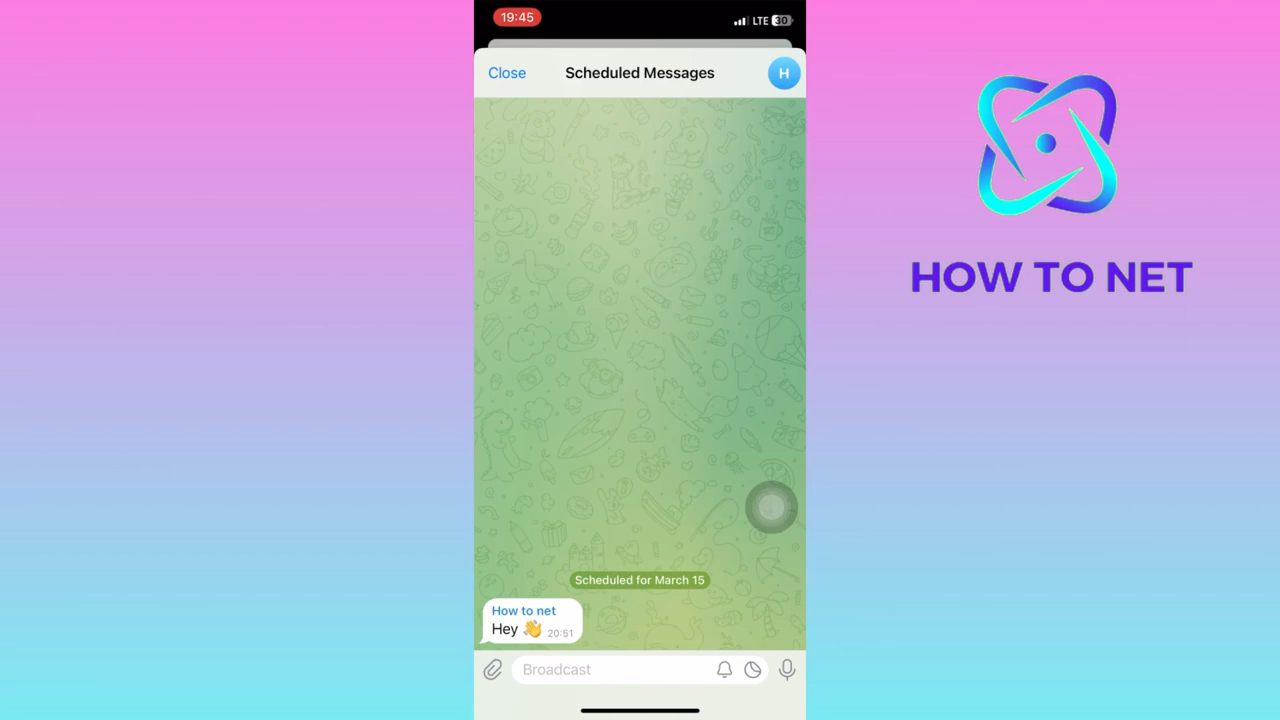 19:45
LTE 30
Close Scheduled Messages H
HOW TO NET
Scheduled for March 15
How to net
Hey 👋 20:51
Broadcast